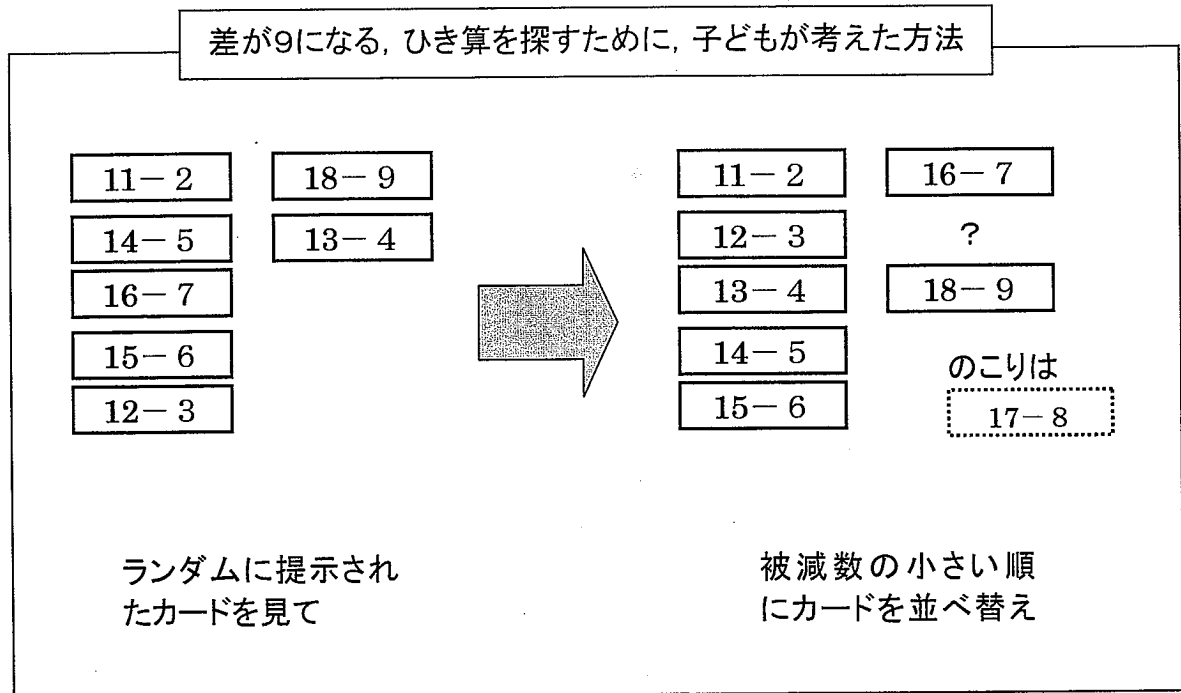 差が9になる，ひき算を探すために，子どもが考えた方法
11－2
18－9
14－5
13－4
16－7
15－6
12－3
11－2
16－7
12－3
？
13－4
18－9
14－5
のこりは
15－6
17－8
ランダムに提示され
たカードを見て
被減数の小さい順
にカードを並べ替え